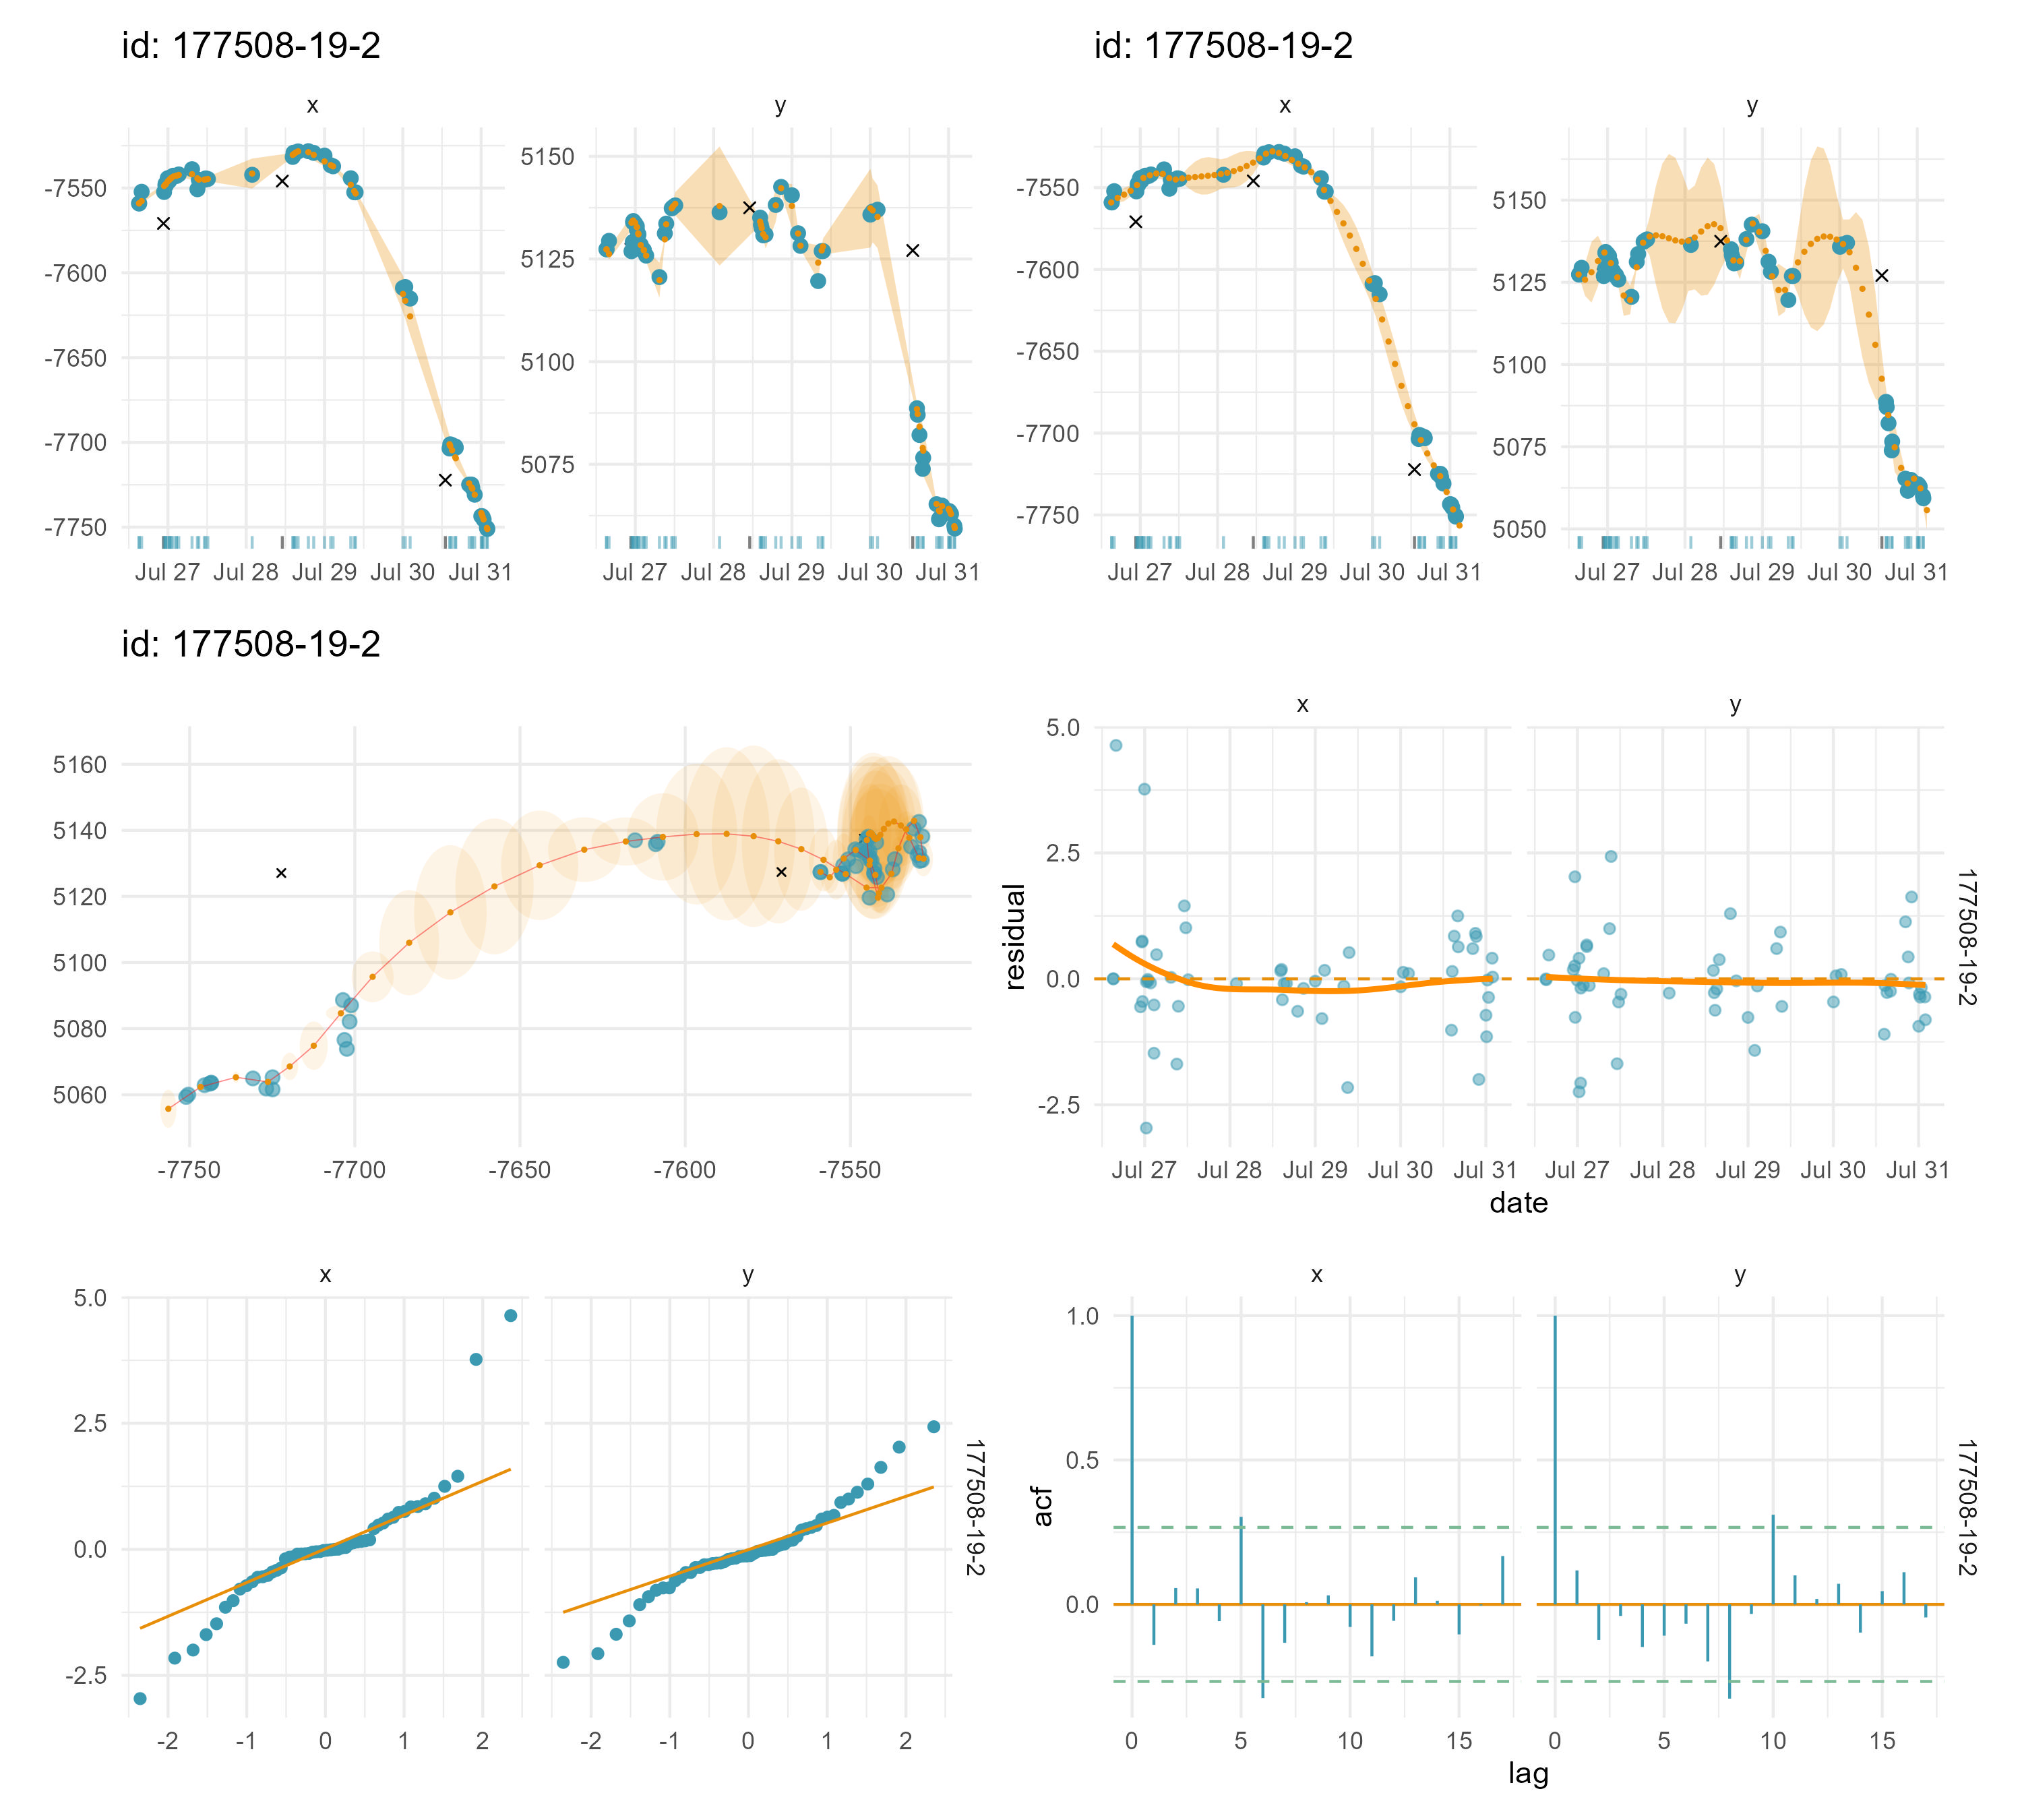 id: 177508-19-2
id: 177508-19-2
x
y
x
y
-7550
-7600
-7650
-7700
-7750
5150
5125
5100
5075
-7550
-7600
-7650
-7700
-7750
5150
5125
5100
5075
5050
Jul 27 Jul 28 Jul 29 Jul 30 Jul 31
Jul 27 Jul 28 Jul 29 Jul 30 Jul 31
Jul 27 Jul 28 Jul 29 Jul 30 Jul 31
Jul 27 Jul 28 Jul 29 Jul 30 Jul 31
id: 177508-19-2
5160
5140
5120
5100
5080
5060
-7750 -7700 -7650 -7600 -7550
x
y
5.0
2.5
0.0
-2.5
residual
177508-19-2
Jul 27 Jul 28 Jul 29 Jul 30 Jul 31
Jul 27 Jul 28 Jul 29 Jul 30 Jul 31
date
x
y
5.0
2.5
0.0
-2.5
177508-19-2
-2 -1 0 1 2
-2 -1 0 1 2
x
y
1.0
0.5
0.0
acf
177508-19-2
0 5 10 15
0 5 10 15
lag